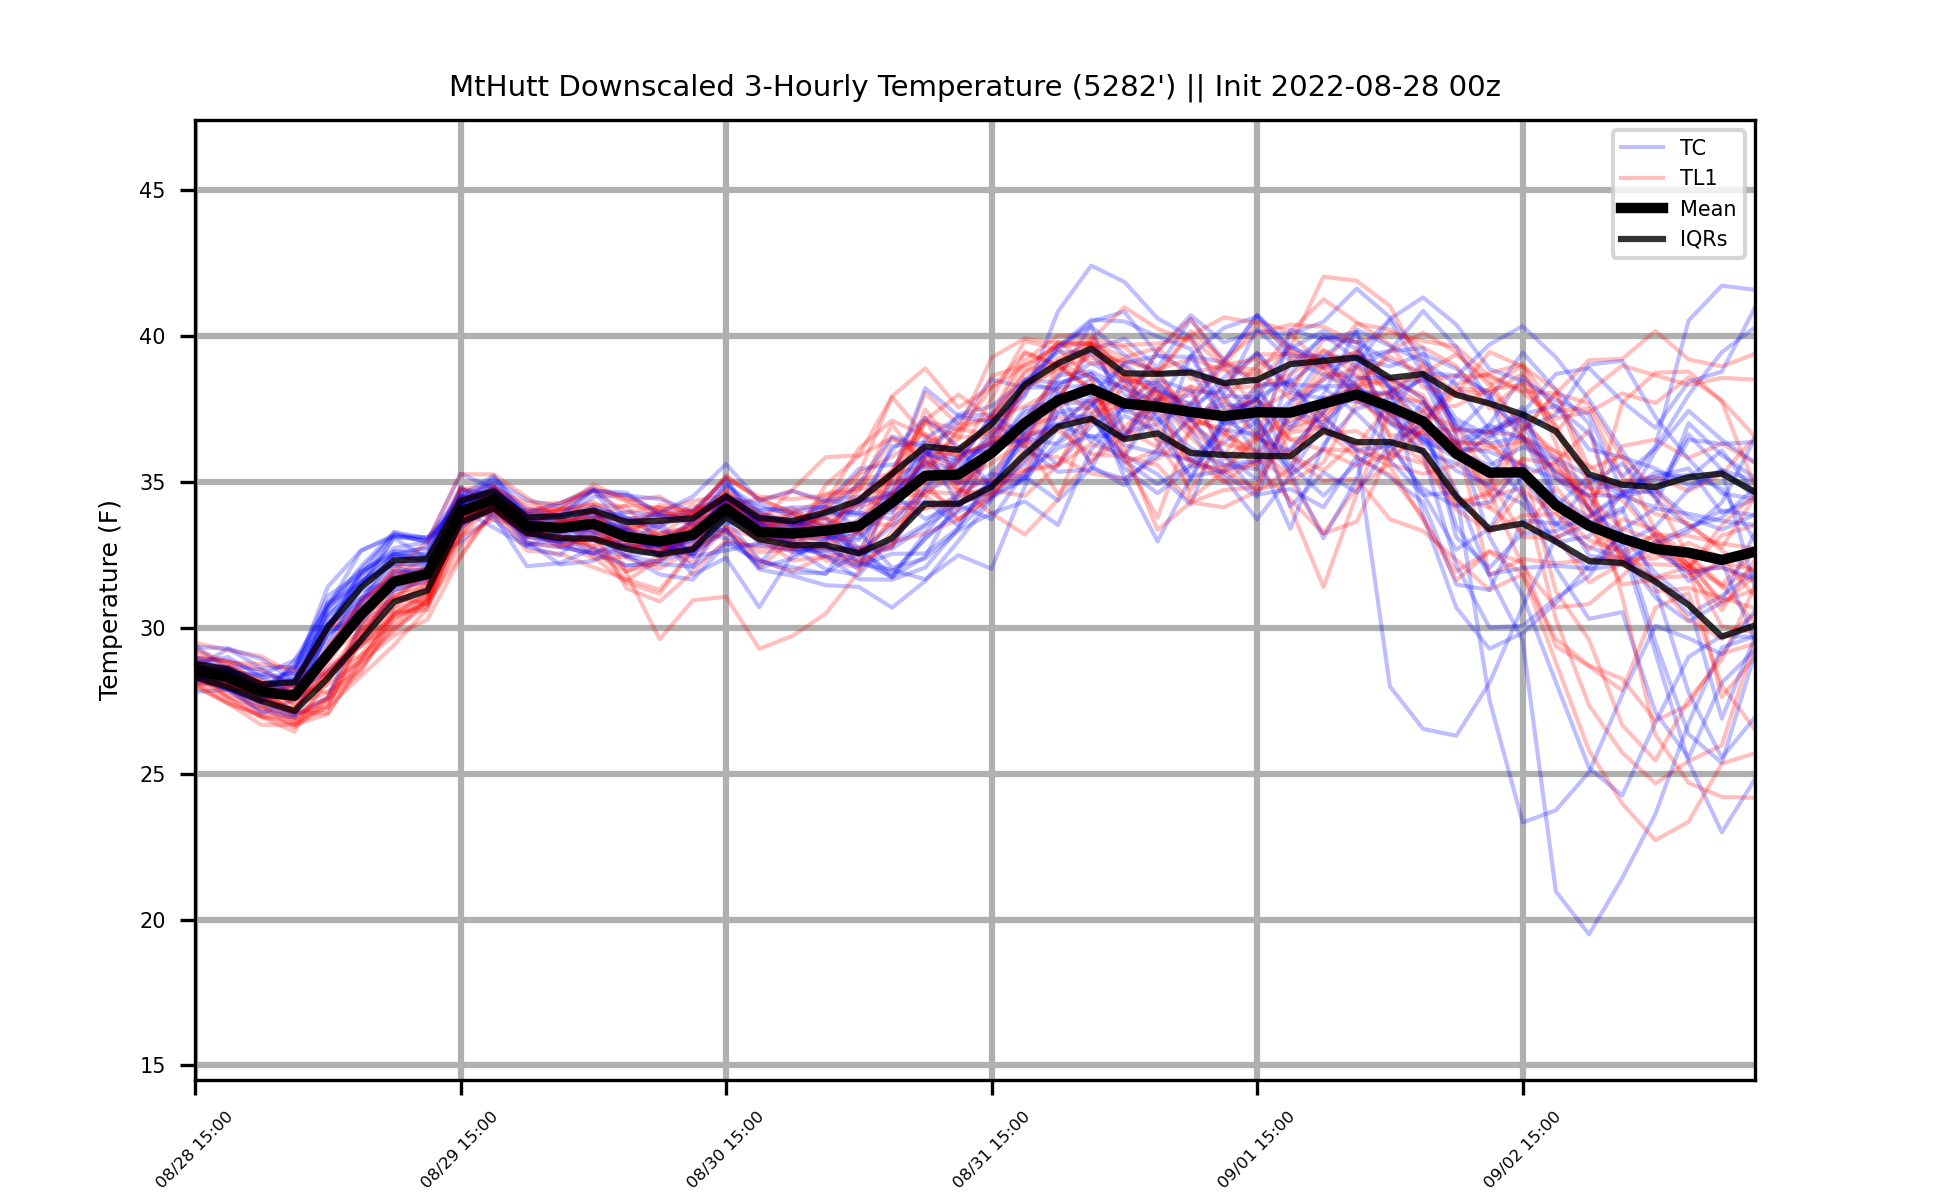 MtHutt Downscaled 3-Hourly Temperature (5282') || Init 2022-08-28 00z
TC
TL1
Mean
IQRs
Temperature (F)
45
40
35
30
25
20
15
08/28 15:00
08/29 15:00
08/30 15:00
08/31 15:00
09/01 15:00
09/02 15:00